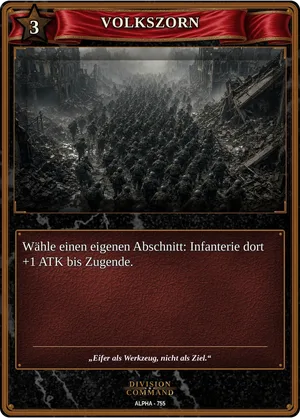 3
VOLKSZORN
Wähle einen eigenen Abschnitt: Infanterie dort
+1 ATK bis Zugende.
„Eifer als Werkzeug, nicht als Ziel.“
DIVISION
COMMAND
ALPHA - 755